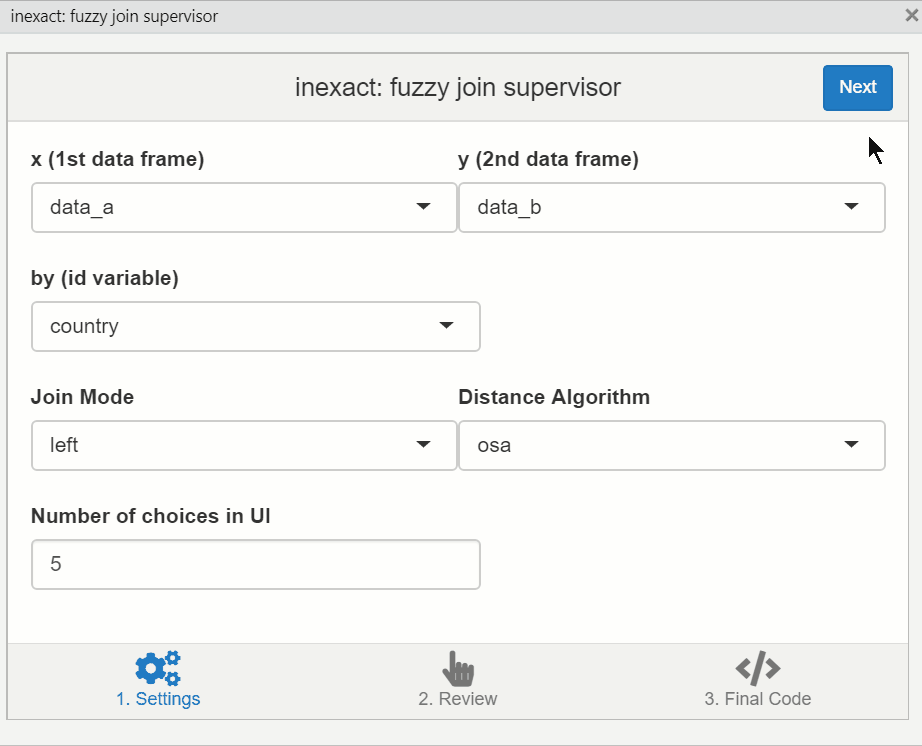 inexact: fuzzy join supervisor
inexact: fuzzy join supervisor
Next
x (1st data frame)
y (2nd data frame)
data_a
data_b
by (id variable)
country
Join Mode
Distance Algorithm
left
osa
Number of choices in UI
5
1. Settings
2. Review
3. Final Code